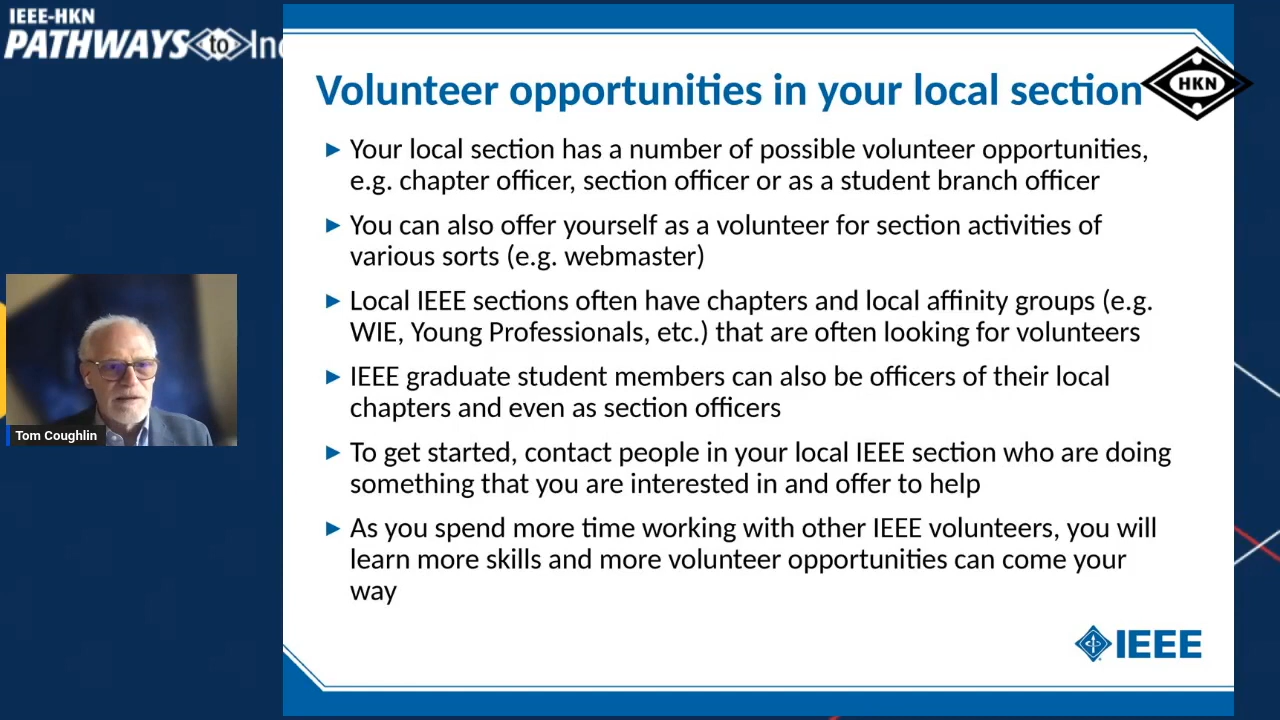 IEEE-HKN
PATHWAYS to Ind
Volunteer opportunities in your local section
HKN
Your local section has a number of possible volunteer opportunities,
e.g. chapter officer, section officer or as a student branch officer
You can also offer yourself as a volunteer for section activities of
various sorts (e.g. webmaster)
Local IEEE sections often have chapters and local affinity groups (e.g.
WIE, Young Professionals, etc.) that are often looking for volunteers
IEEE graduate student members can also be officers of their local
chapters and even as section officers
To get started, contact people in your local IEEE section who are doing
something that you are interested in and offer to help
As you spend more time working with other IEEE volunteers, you will
learn more skills and more volunteer opportunities can come your
way
Tom Coughlin
IEEE